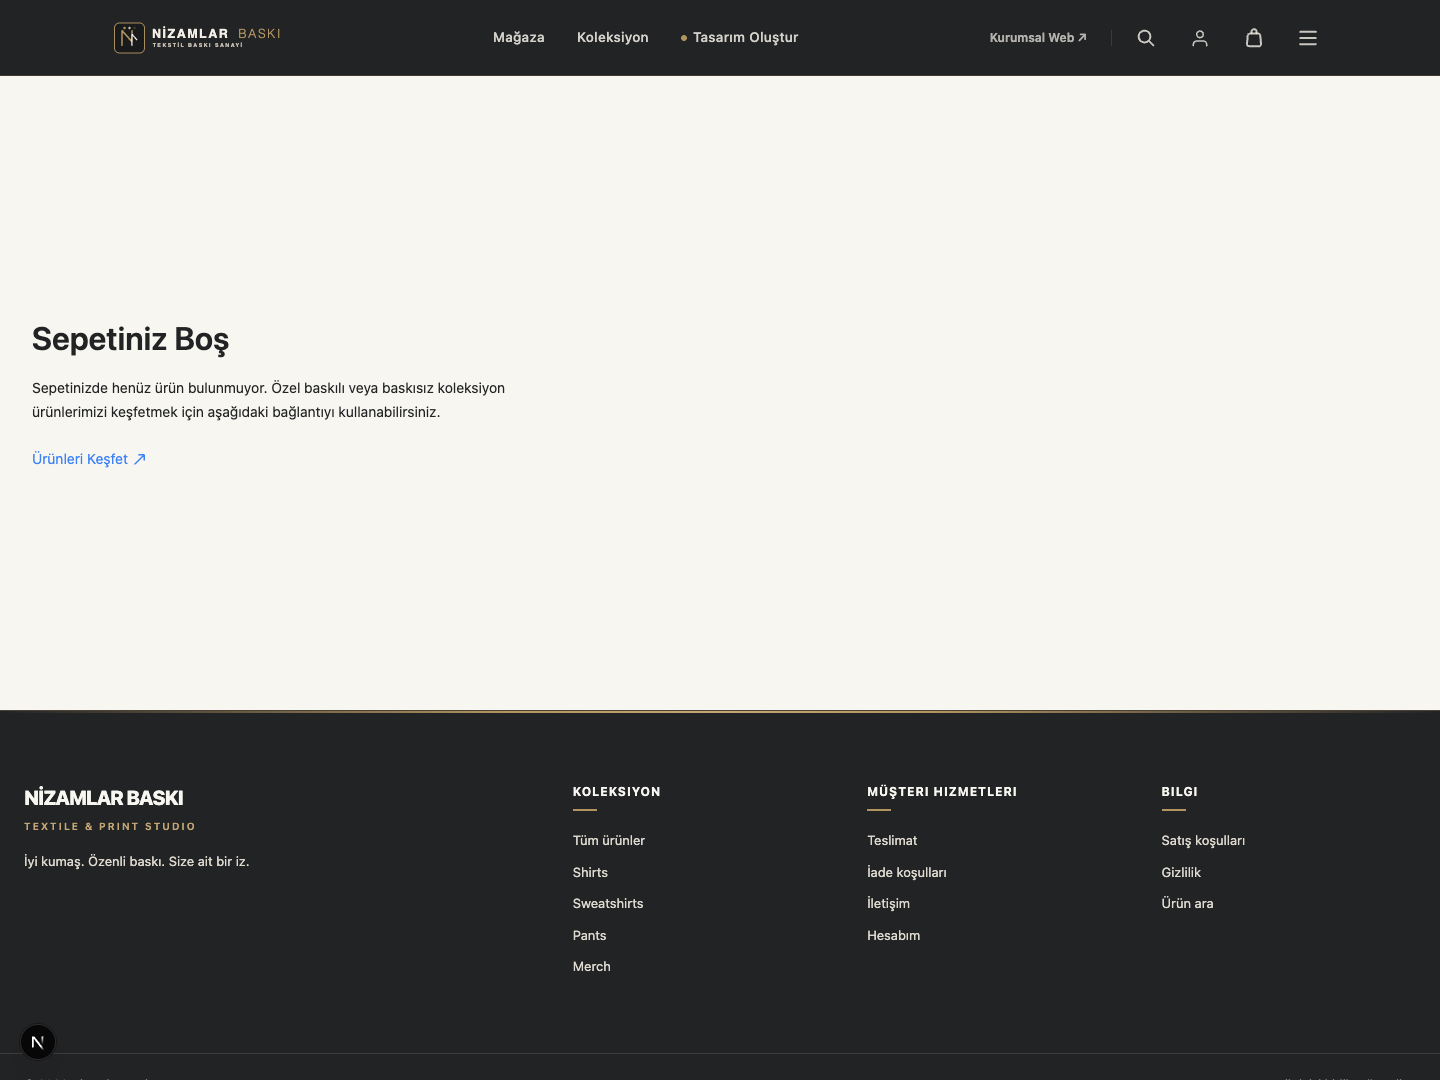 NİZAMLAR BASKI
TEKSTİL BASKI SANAYİ
Mağaza
Koleksiyon
Tasarım Oluştur
Kurumsal Web ↗
Sepetiniz Boş
Sepetinizde henüz ürün bulunmuyor. Özel baskılı veya baskısız koleksiyon
ürünlerimizi keşfetmek için aşağıdaki bağlantıyı kullanabilirsiniz.
Ürünleri Keşfet
NİZAMLAR BASKI
TEXTILE & PRINT STUDIO
İyi kumaş. Özenli baskı. Size ait bir iz.
KOLEKSIYON
Tüm ürünler
Shirts
Sweatshirts
Pants
Merch
MÜŞTERI HIZMETLERI
Teslimat
İade koşulları
İletişim
Hesabım
BILGI
Satış koşulları
Gizlilik
Ürün ara